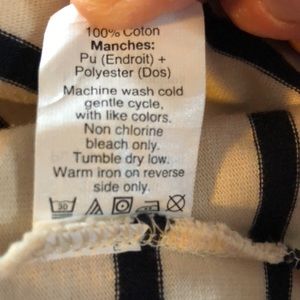 100% Coton
Manches:
Pu (Endroit) +
Polyester (Dos)
Machine wash cold
gentle cycle,
with like colors.
Non chlorine
bleach only.
Tumble dry low.
Warm iron on reverse
side only.
30